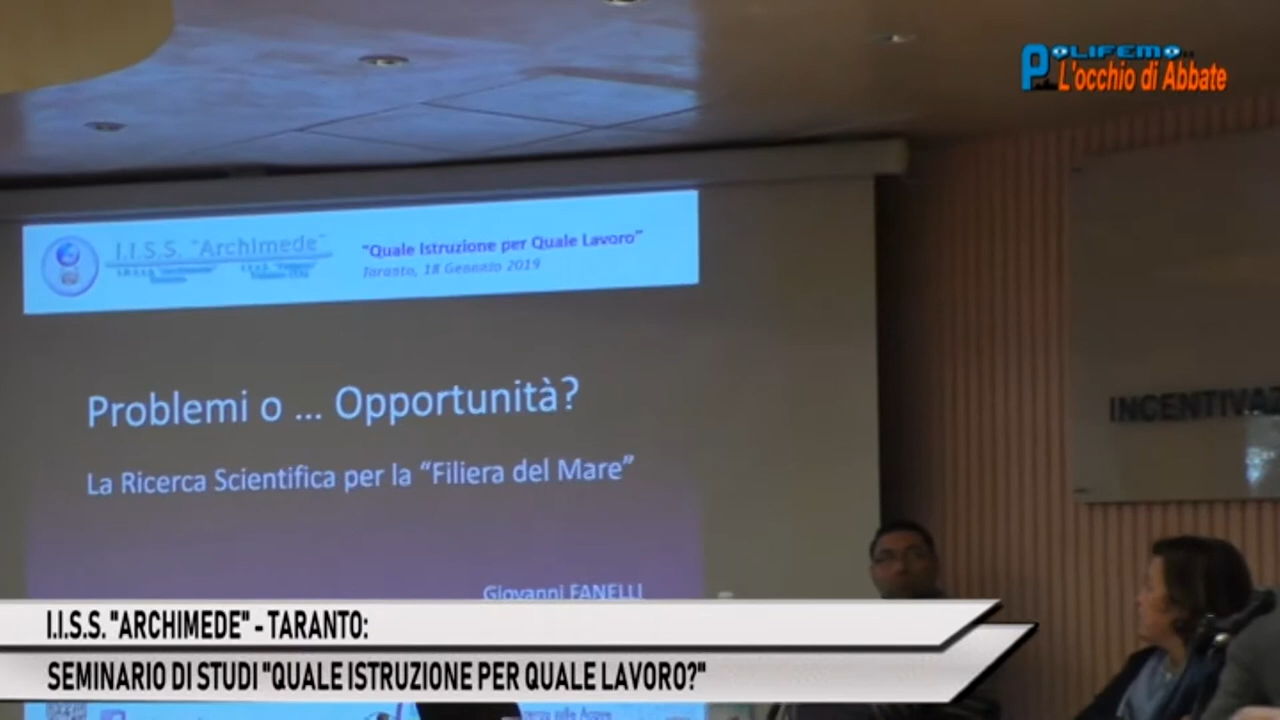 POLIFEMO
L'occhio di Abbate
I.I.S.S. "Archimede"
"Quale Istruzione per Quale Lavoro"
Taranto, 18 Gennaio 2019
Problemi o ... Opportunità?
La Ricerca Scientifica per la "Filiera del Mare"
Giovanni FANELLI
INCENTIVAZ
I.I.S.S. "ARCHIMEDE" - TARANTO:
SEMINARIO DI STUDI "QUALE ISTRUZIONE PER QUALE LAVORO?"